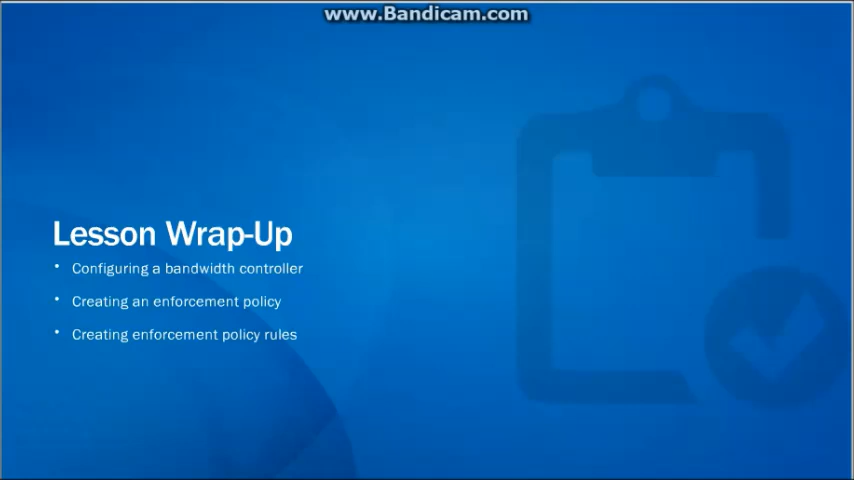 www.Bandicam.com
Lesson Wrap-Up
• Configuring a bandwidth controller
• Creating an enforcement policy
• Creating enforcement policy rules